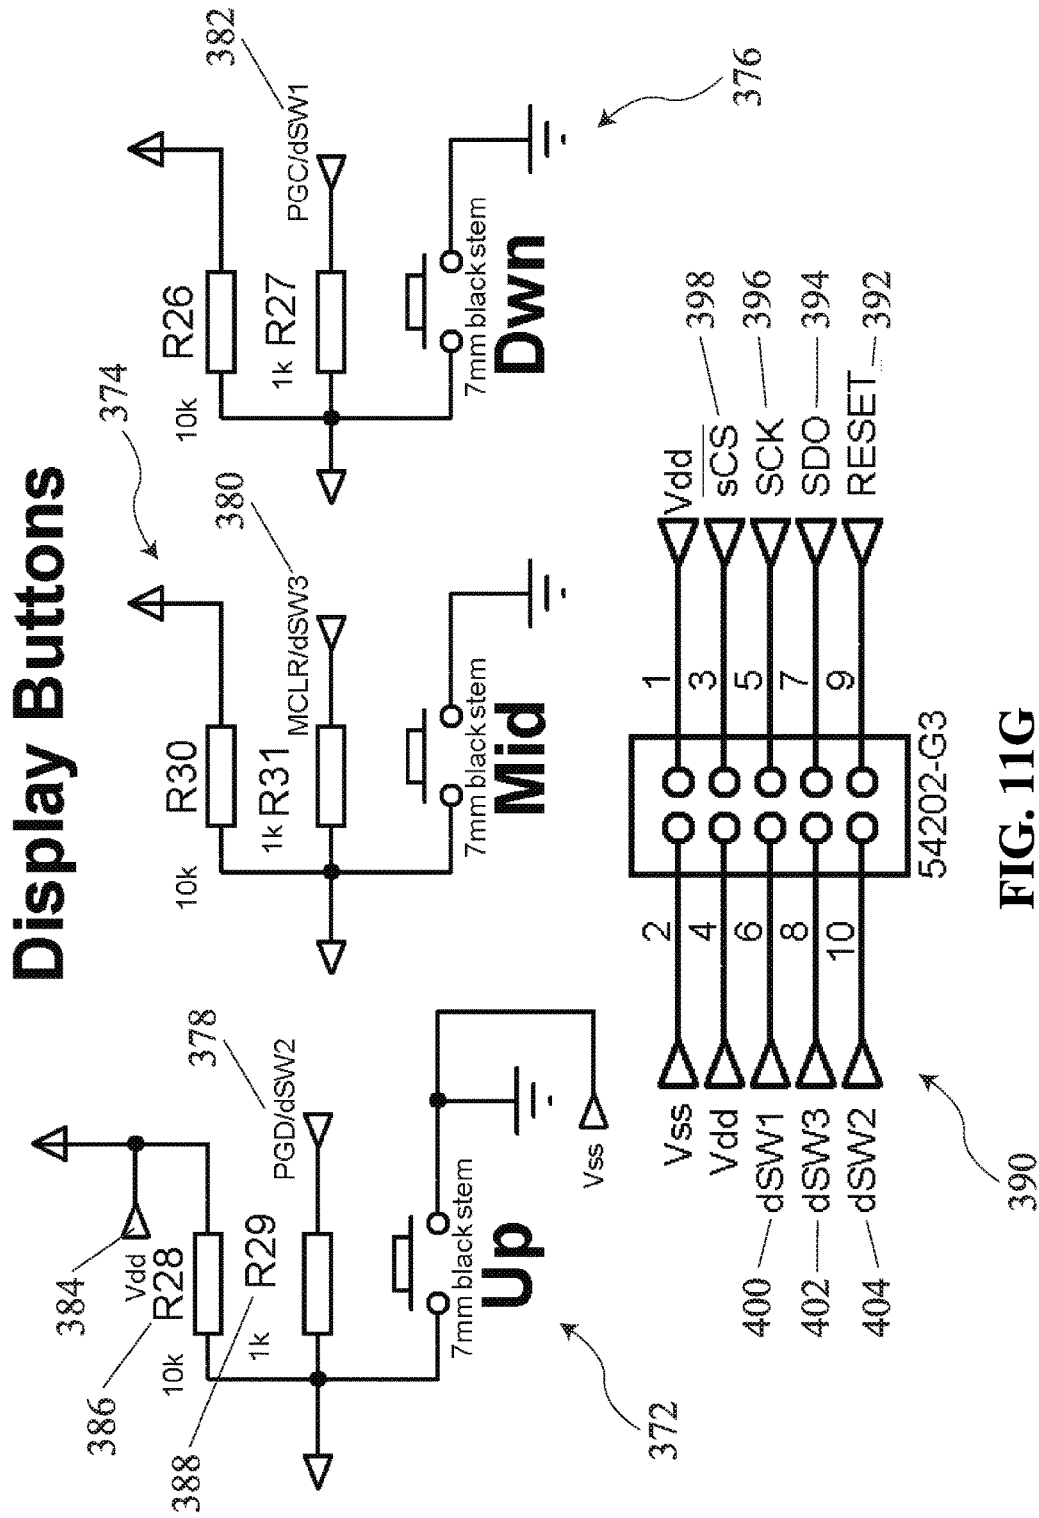 Display Buttons
384
Vdd
386
R28
10k
388
R29
1k
378
PGD/dSW2
7mm black stem
Up
Vss
372
374
R30
10k
R31
1k
380
MCLR/dSW3
7mm black stem
Mid
R26
10k
R27
1k
382
PGC/dSW1
7mm black stem
Dwn
376
Vss 2 1 Vdd
Vdd 4 3 sCS 398
400 dSW1 6 5 SCK 396
402 dSW3 8 7 SDO 394
404 dSW2 10 9 RESET 392
54202-G3
390
FIG. 11G